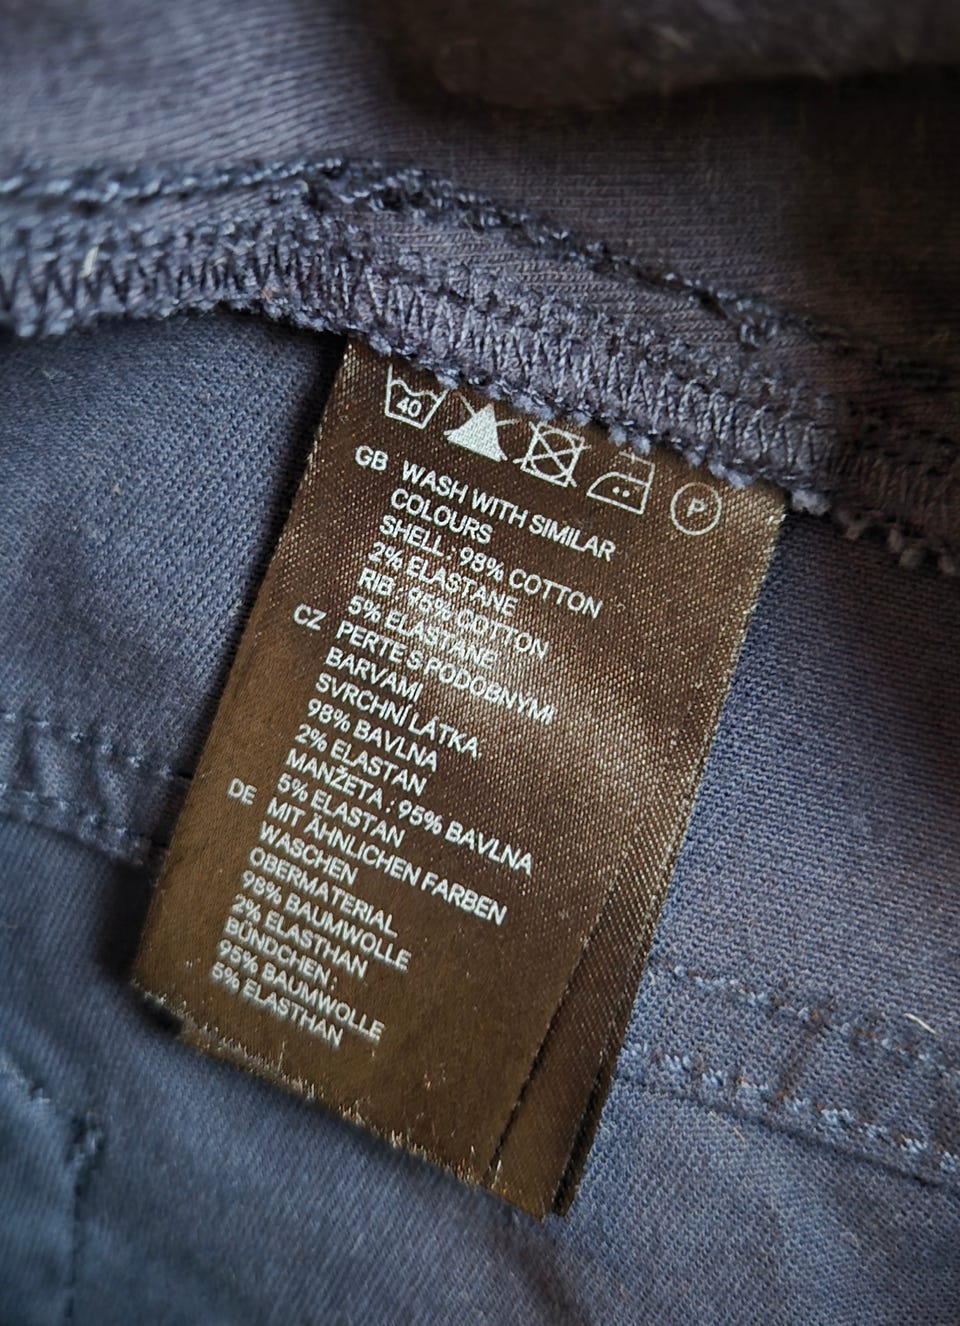 40
P
GB WASH WITH SIMILAR
COLOURS
SHELL : 98% COTTON
2% ELASTANE
RIB : 95% COTTON
5% ELASTANE
CZ PERTE S PODOBNYMI
BARVAMI
SVRCHNÍ LÁTKA
98% BAVLNA
2% ELASTAN
MANŽETA : 95% BAVLNA
5% ELASTAN
DE MIT ÄHNLICHEN FARBEN
WASCHEN
OBERMATERIAL
98% BAUMWOLLE
2% ELASTHAN
BÜNDCHEN :
95% BAUMWOLLE
5% ELASTHAN